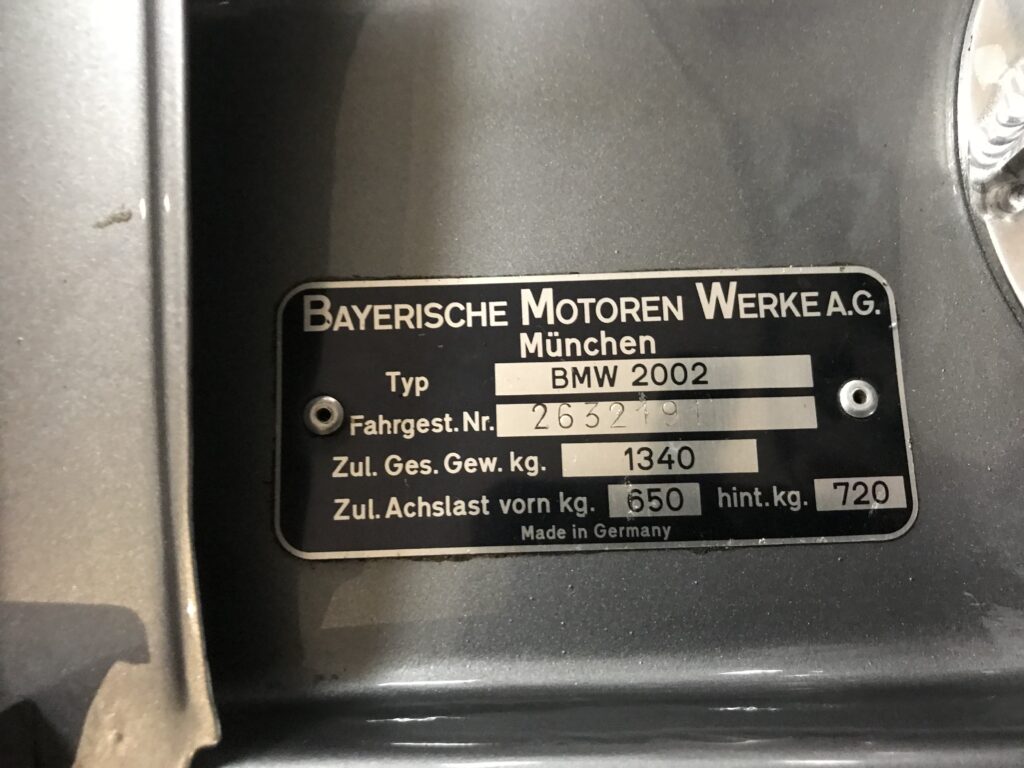 BAYERISCHE MOTOREN WERKE A.G.
München
Typ BMW 2002
Fahrgest. Nr. 2632191
Zul. Ges. Gew. kg. 1340
Zul. Achslast vorn kg. 650 hint. kg. 720
Made in Germany